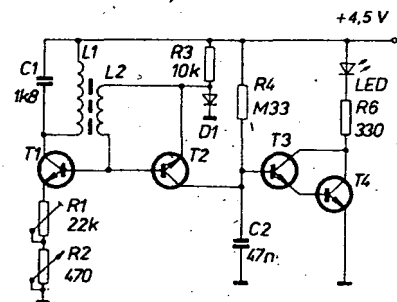 +4,5 V
L1
L2
R3
10k
C1
1k8
R4
M33
LED
R6
330
D1
T1
T2
T3
T4
R1
22k
R2
470
C2
47n